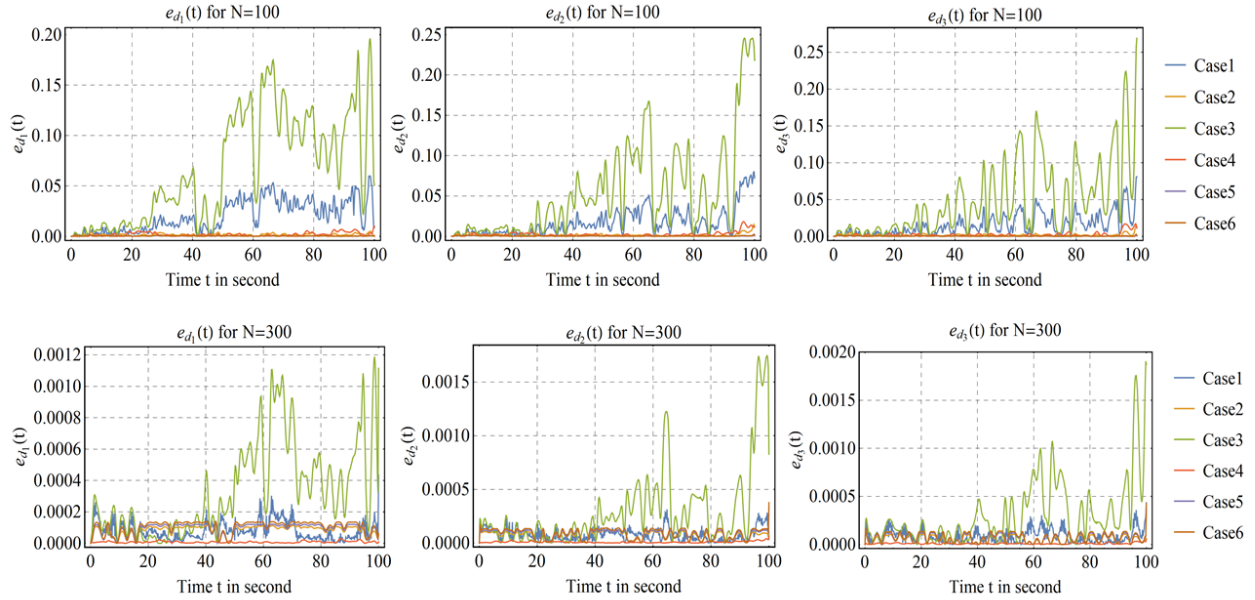 e_{d_1}(t) for N=100
0.20
0.15
0.10
0.05
0.00
e_{d_1}(t)
0 20 40 60 80 100
Time t in second
e_{d_2}(t) for N=100
0.25
0.20
0.15
0.10
0.05
0.00
e_{d_2}(t)
0 20 40 60 80 100
Time t in second
e_{d_3}(t) for N=100
0.25
0.20
0.15
0.10
0.05
0.00
e_{d_3}(t)
0 20 40 60 80 100
Time t in second
Case1
Case2
Case3
Case4
Case5
Case6
e_{d_1}(t) for N=300
0.0012
0.0010
0.0008
0.0006
0.0004
0.0002
0.0000
e_{d_1}(t)
0 20 40 60 80 100
Time t in second
e_{d_2}(t) for N=300
0.0015
0.0010
0.0005
0.0000
e_{d_2}(t)
0 20 40 60 80 100
Time t in second
e_{d_3}(t) for N=300
0.0020
0.0015
0.0010
0.0005
0.0000
e_{d_3}(t)
0 20 40 60 80 100
Time t in second
Case1
Case2
Case3
Case4
Case5
Case6